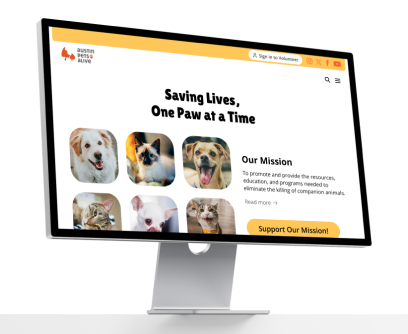 AUSTIN
PETS
ALIVE
Sign in to Volunteer
Saving Lives,
One Paw at a Time
Our Mission
To promote and provide the resources,
education, and programs needed to
eliminate the killing of companion animals.
Read more →
Support Our Mission!